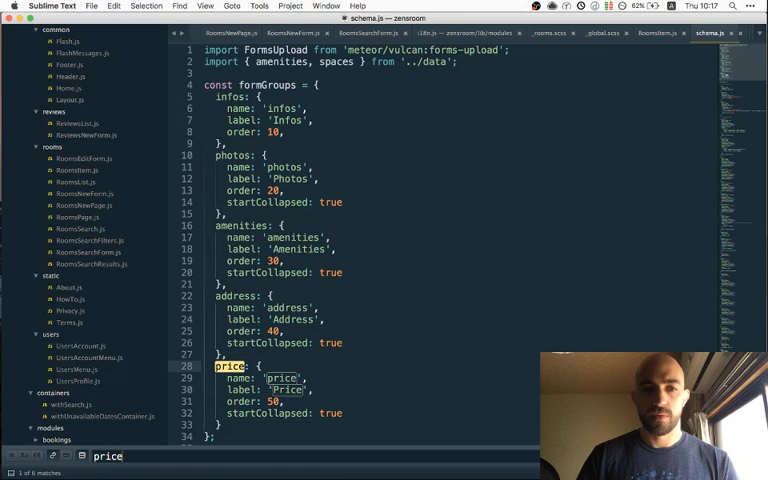 Sublime Text File Edit Selection Find View Goto Tools Project Window Help 62% Thu 10:17
schema.js — zensroom
RoomsNewPage.js RoomsNewForm.js RoomsSearchForm.js i18n.js — zensroom/lib/modules _rooms.scss _global.scss RoomsItem.js schema.js
common
Flash.js
FlashMessages.js
Footer.js
Header.js
Home.js
Layout.js
reviews
ReviewsList.js
ReviewsNewForm.js
rooms
RoomsEditForm.js
RoomsItem.js
RoomsList.js
RoomsNewForm.js
RoomsNewPage.js
RoomsPage.js
RoomsSearch.js
RoomsSearchFilters.js
RoomsSearchForm.js
RoomsSearchResults.js
static
About.js
HowTo.js
Privacy.js
Terms.js
users
UsersAccount.js
UsersAccountMenu.js
UsersMenu.js
UsersProfile.js
containers
withSearch.js
withUnavailableDatesContainer.js
modules
bookings
1 import FormsUpload from 'meteor/vulcan:forms-upload';
2 import { amenities, spaces } from '../data';
3
4 const formGroups = {
5 infos: {
6 name: 'infos',
7 label: 'Infos',
8 order: 10,
9 },
10 photos: {
11 name: 'photos',
12 label: 'Photos',
13 order: 20,
14 startCollapsed: true
15 },
16 amenities: {
17 name: 'amenities',
18 label: 'Amenities',
19 order: 30,
20 startCollapsed: true
21 },
22 address: {
23 name: 'address',
24 label: 'Address',
25 order: 40,
26 startCollapsed: true
27 },
28 price: {
29 name: 'price',
30 label: 'Price',
31 order: 50,
32 startCollapsed: true
33 }
34 };
price
1 of 6 matches